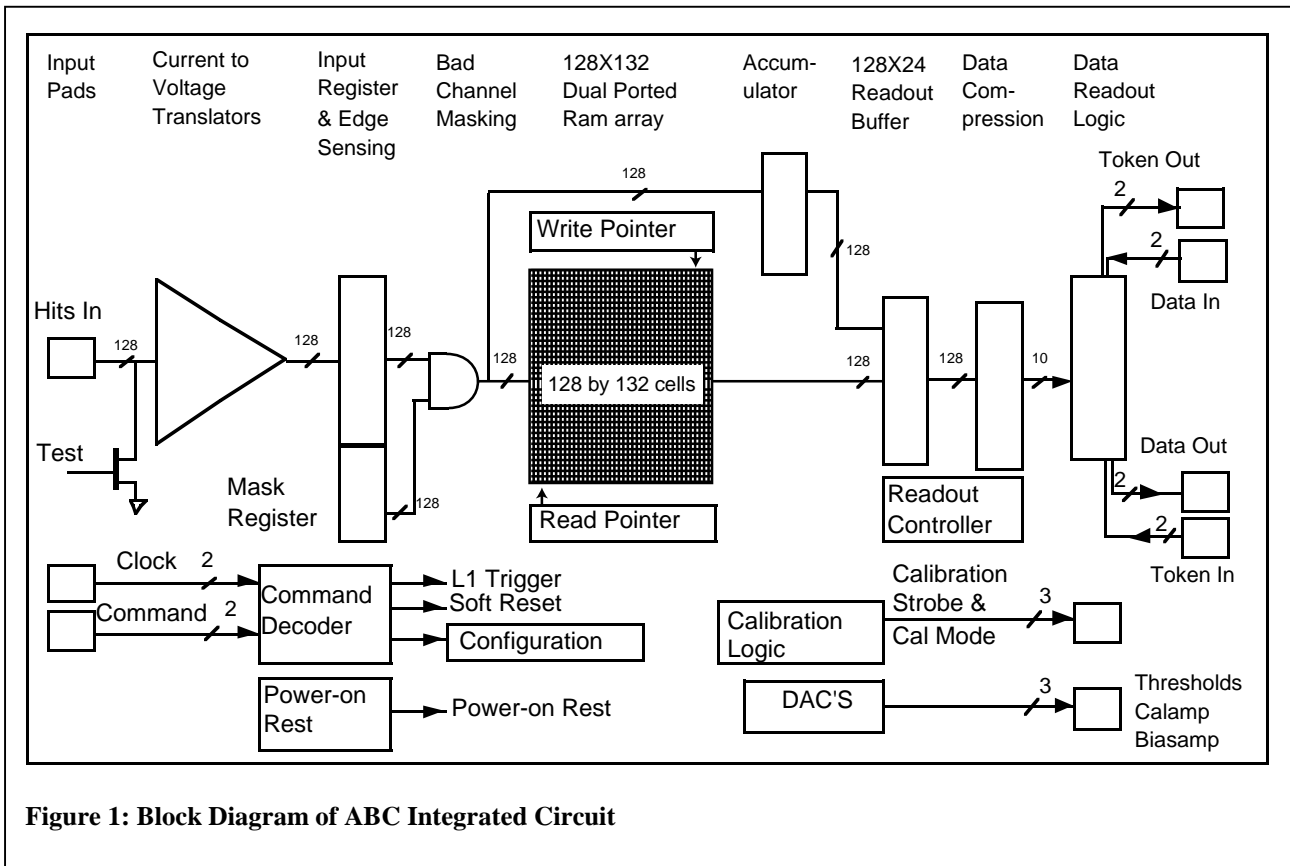 Input
Pads
Current to
Voltage
Translators
Input
Register
& Edge
Sensing
Bad
Channel
Masking
128X132
Dual Ported
Ram array
Accum-
ulator
128X24
Readout
Buffer
Data
Com-
pression
Data
Readout
Logic
Token Out
2
128
Write Pointer
128
2
Data In
Hits In
128
128
128
128
128 by 132 cells
128
128
10
Test
Mask
Register
128
Read Pointer
Readout
Controller
Data Out
2
2
Token In
Clock
2
Command
2
Command
Decoder
L1 Trigger
Soft Reset
Configuration
Calibration
Logic
Calibration
Strobe &
Cal Mode
3
Power-on
Rest
Power-on Rest
DAC'S
3
Thresholds
Calamp
Biasamp
Figure 1: Block Diagram of ABC Integrated Circuit